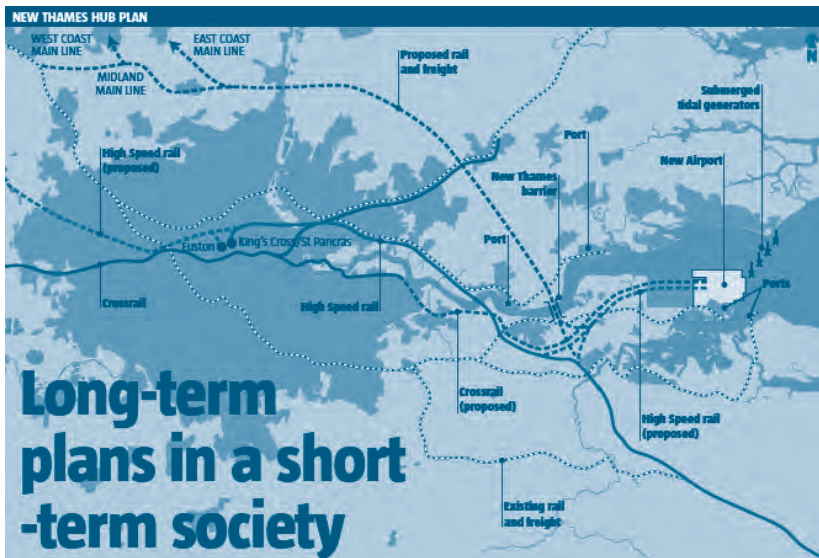 NEW THAMES HUB PLAN
WEST COAST
MAIN LINE
EAST COAST
MAIN LINE
MIDLAND
MAIN LINE
Proposed rail
and freight
N
Submerged
tidal generators
High Speed rail
(proposed)
Port
New Airport
New Thames
barrier
Euston
King's Cross/St Pancras
Port
Ports
Crossrail
High Speed rail
Crossrail
(proposed)
High Speed rail
(proposed)
Existing rail
and freight
Long-term
plans in a short
-term society